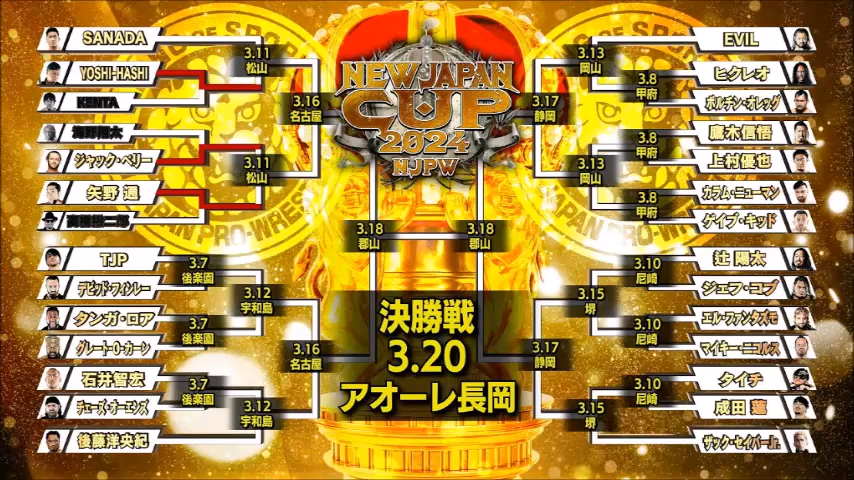 NEW JAPAN
CUP
2024
NJPW
SANADA
YOSHI-HASHI
KENTA
海野翔太
ジャック・ペリー
矢野 通
高橋裕二郎
TJP
デビッド・フィンレー
タンガ・ロア
グレート-O-カーン
石井智宏
チェーズ・オーエンズ
後藤洋央紀
3.11
松山
3.11
松山
3.7
後楽園
3.7
後楽園
3.7
後楽園
3.12
宇和島
3.12
宇和島
3.16
名古屋
3.16
名古屋
3.18
郡山
3.18
郡山
決勝戦
3.20
アオーレ長岡
3.17
静岡
3.17
静岡
3.13
岡山
3.13
岡山
3.15
堺
3.15
堺
3.8
甲府
3.8
甲府
3.8
甲府
3.10
尼崎
3.10
尼崎
3.10
尼崎
EVIL
ヒクレオ
ボルチン・オレッグ
鷹木信悟
上村優也
カラム・ニューマン
ゲイブ・キッド
辻 陽太
ジェフ・コブ
エル・ファンタズモ
マイキー・ニコルス
タイチ
成田 蓮
ザック・セイバーJr.